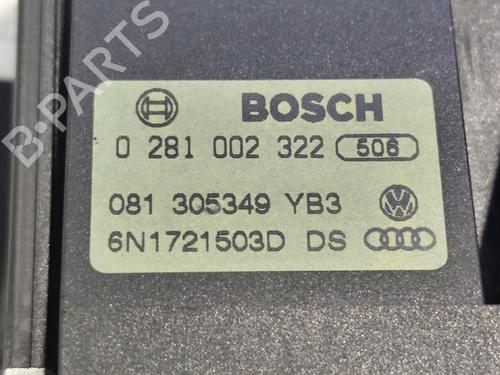 B-PARTS
BOSCH
0 281 002 322 506
081 305349 YB3
6N1721503D DS